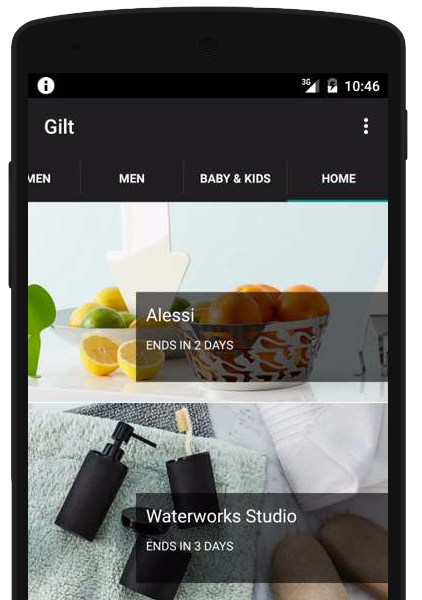 3G 10:46
Gilt
MEN MEN BABY & KIDS HOME
Alessi
ENDS IN 2 DAYS
Waterworks Studio
ENDS IN 3 DAYS